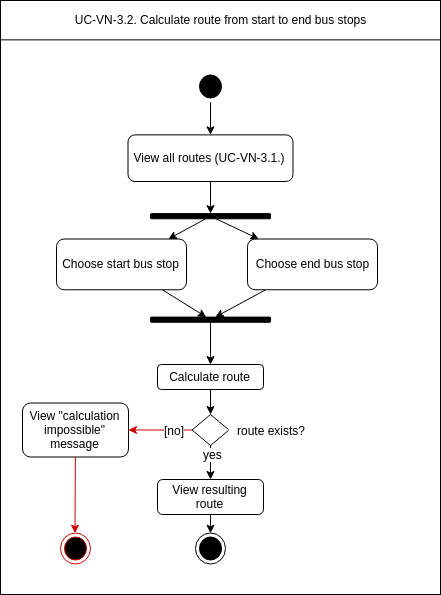 UC-VN-3.2. Calculate route from start to end bus stops
View all routes (UC-VN-3.1.)
Choose start bus stop
Choose end bus stop
Calculate route
View "calculation
impossible"
message
[no]
route exists?
yes
View resulting
route